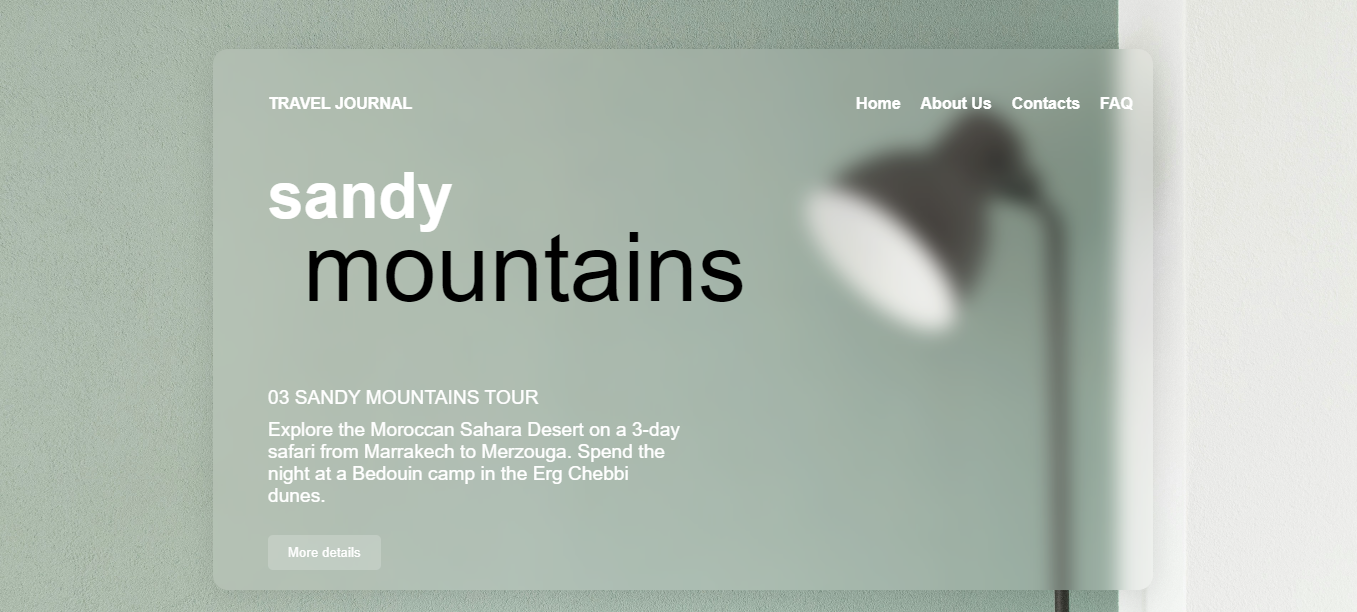 TRAVEL JOURNAL
Home About Us Contacts FAQ
sandy
mountains
03 SANDY MOUNTAINS TOUR
Explore the Moroccan Sahara Desert on a 3-day
safari from Marrakech to Merzouga. Spend the
night at a Bedouin camp in the Erg Chebbi
dunes.
More details